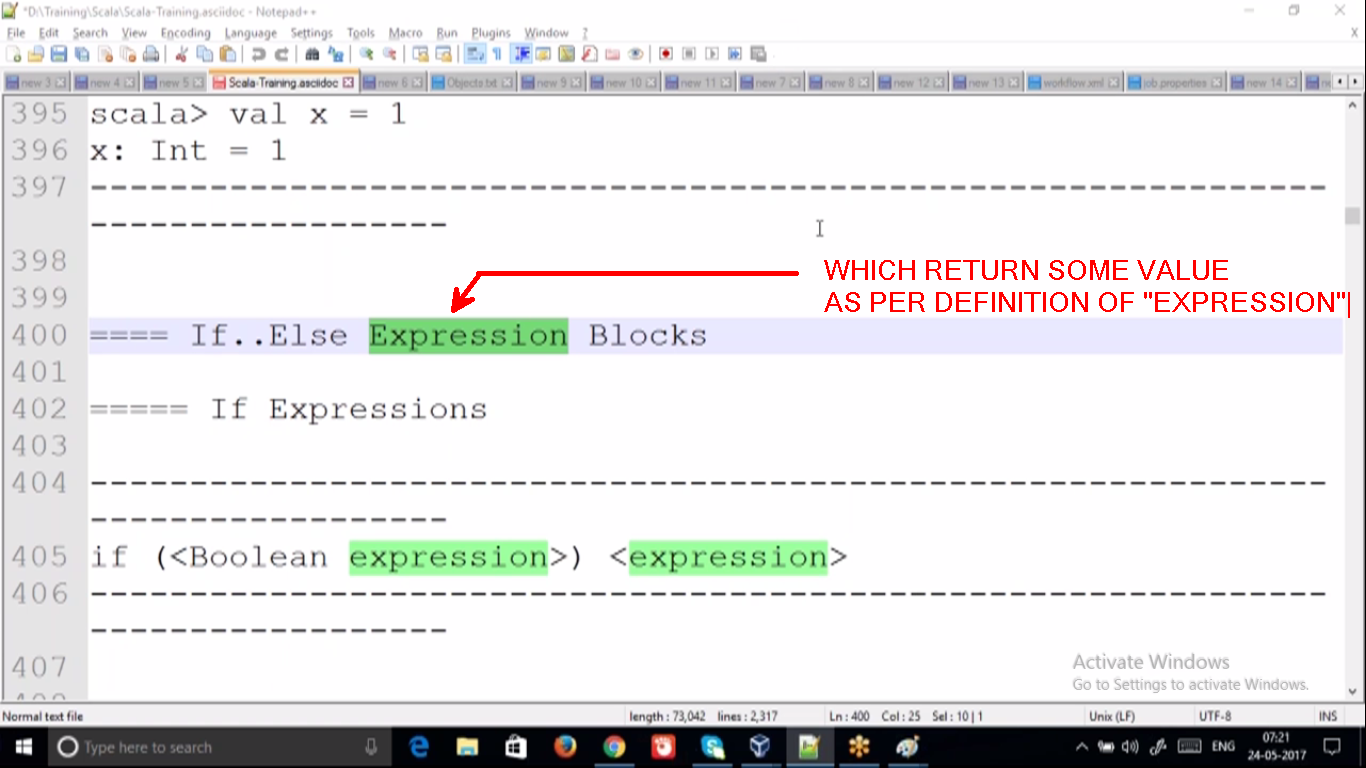 *D:\Training\Scala\Scala-Training.asciidoc - Notepad++
File Edit Search View Encoding Language Settings Tools Macro Run Plugins Window ? X
new 3 new 4 new 5 Scala-Training.asciidoc new 6 Objects.txt new 9 new 10 new 11 new 7 new 8 new 12 new 13 workflow.xml job.properties new 14
395 scala> val x = 1
396 x: Int = 1
397 ---------------------------------------------------------------
------------------
398
399
WHICH RETURN SOME VALUE
AS PER DEFINITION OF "EXPRESSION"|
400 ==== If..Else Expression Blocks
401
402 ===== If Expressions
403
404 ---------------------------------------------------------------
------------------
405 if (<Boolean expression>) <expression>
406 ---------------------------------------------------------------
------------------
407
Activate Windows
Go to Settings to activate Windows.
Normal text file length : 73,042 lines : 2,317 Ln : 400 Col : 25 Sel : 10 | 1 Unix (LF) UTF-8 INS
Type here to search ENG 07:21
24-05-2017